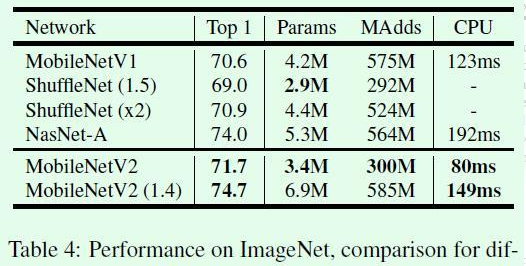 Network Top 1 Params MAdds CPU
MobileNetV1 70.6 4.2M 575M 123ms
ShuffleNet (1.5) 69.0 2.9M 292M -
ShuffleNet (x2) 70.9 4.4M 524M -
NasNet-A 74.0 5.3M 564M 192ms
MobileNetV2 71.7 3.4M 300M 80ms
MobileNetV2 (1.4) 74.7 6.9M 585M 149ms
Table 4: Performance on ImageNet, comparison for dif-